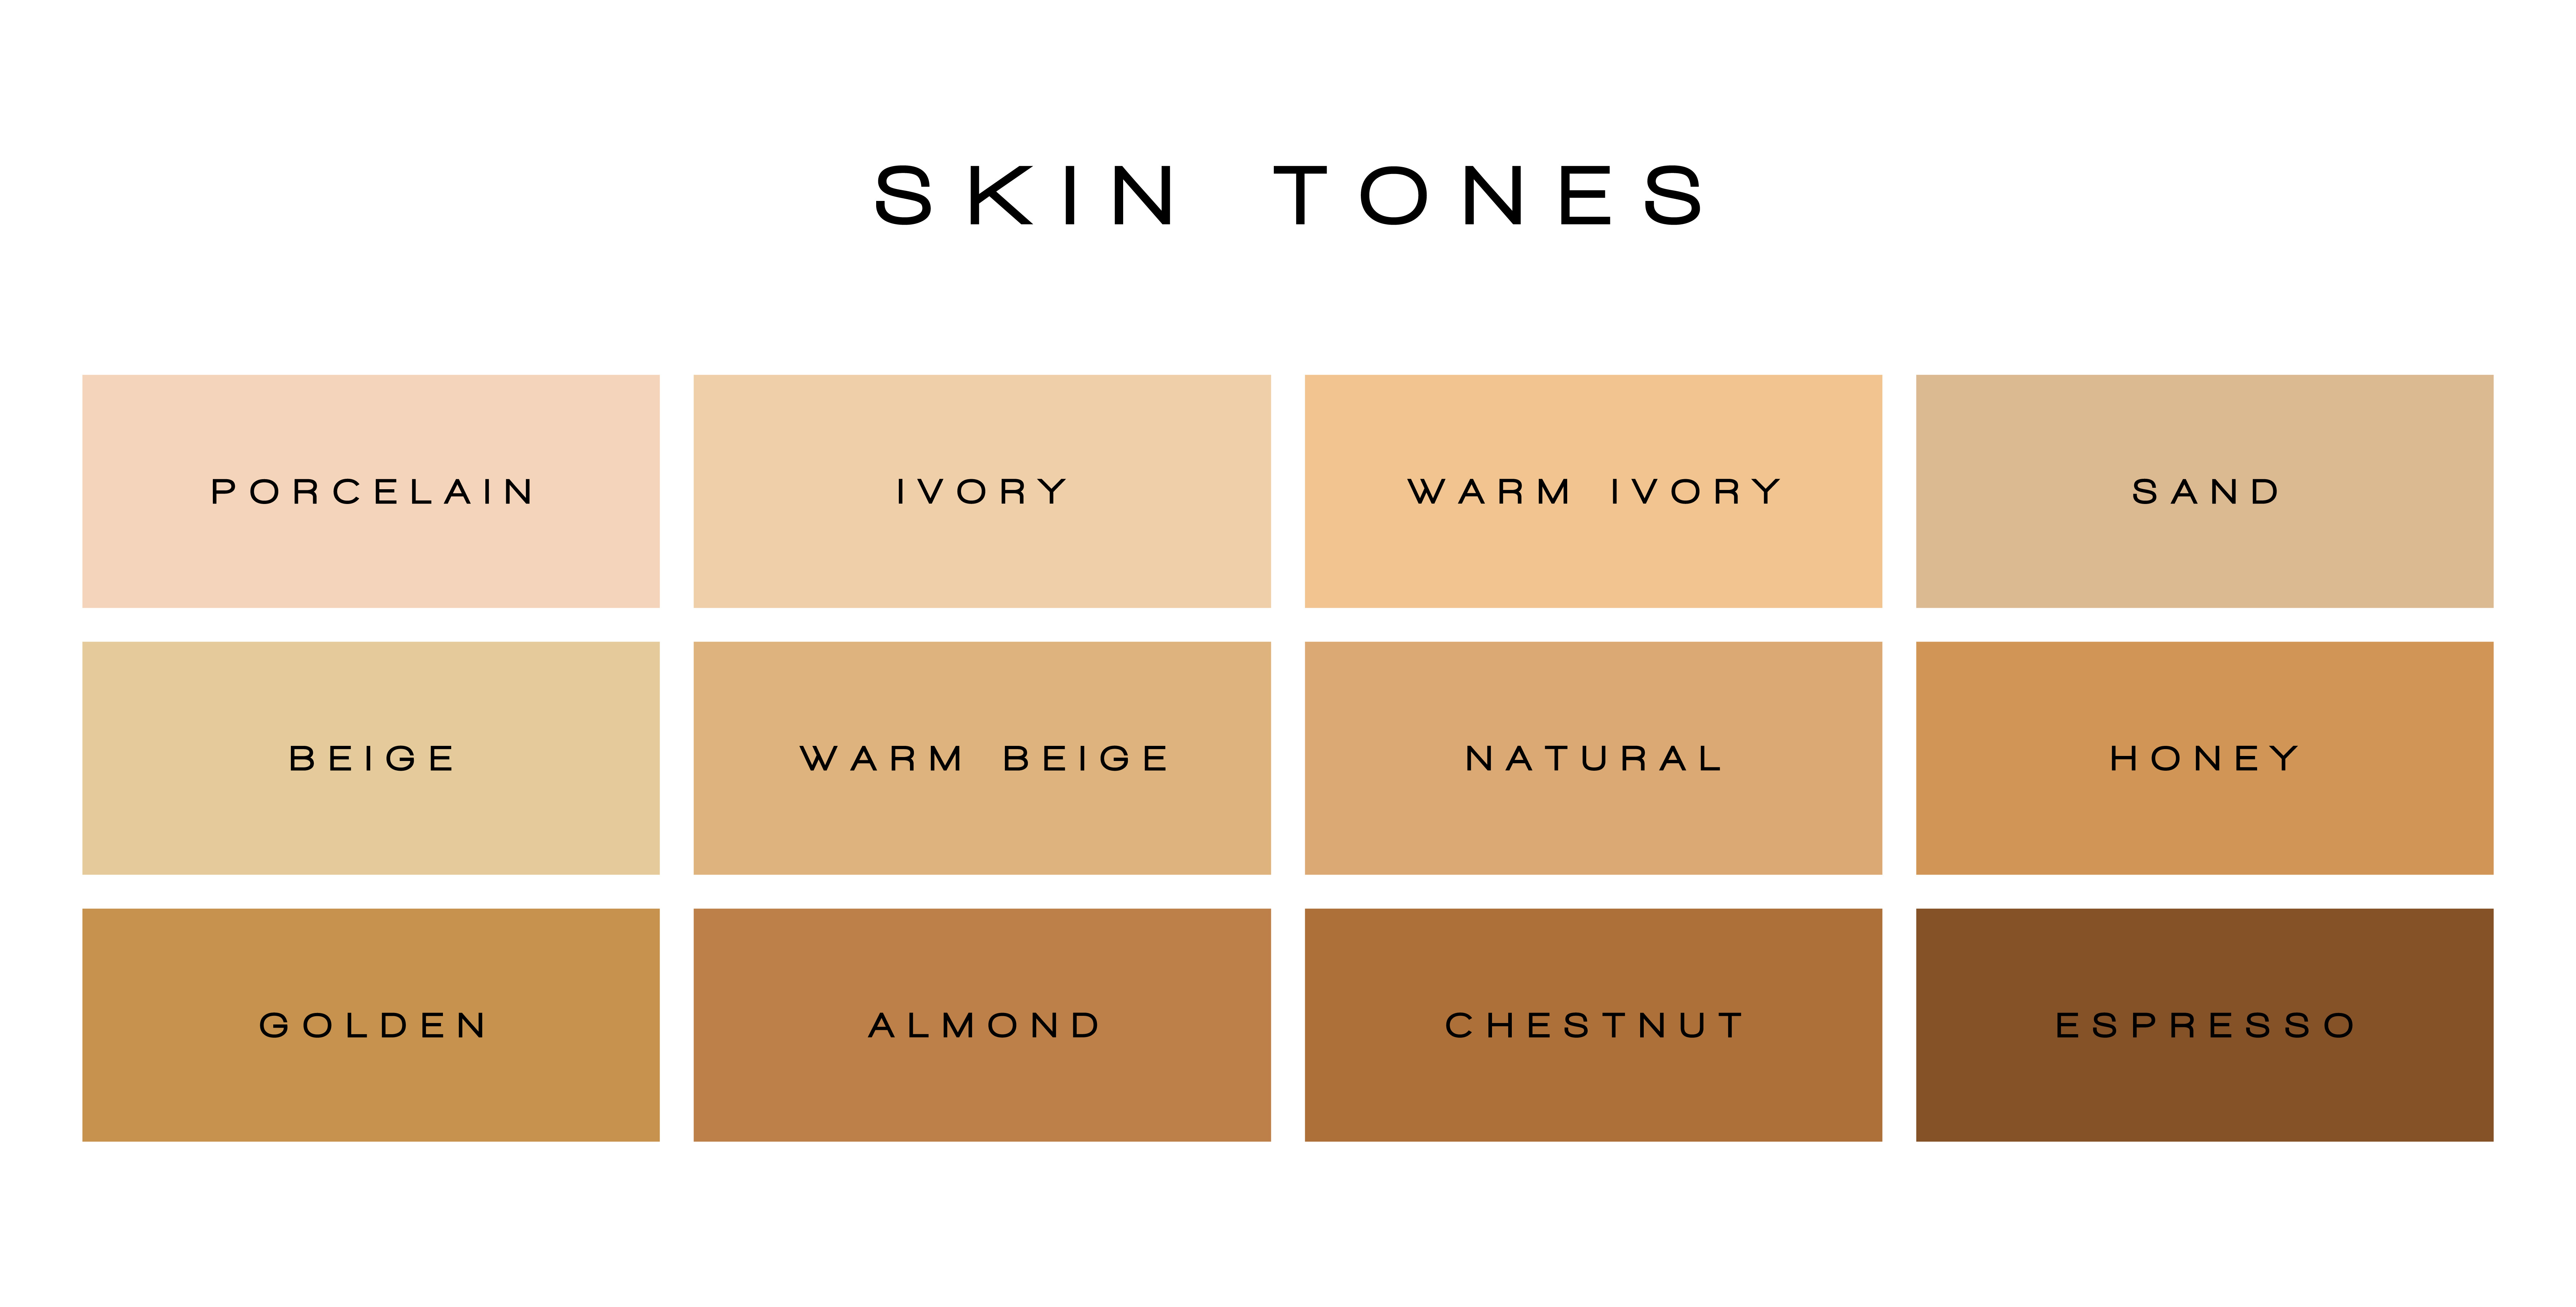 SKIN TONES
PORCELAIN
IVORY
WARM IVORY
SAND
BEIGE
WARM BEIGE
NATURAL
HONEY
GOLDEN
ALMOND
CHESTNUT
ESPRESSO